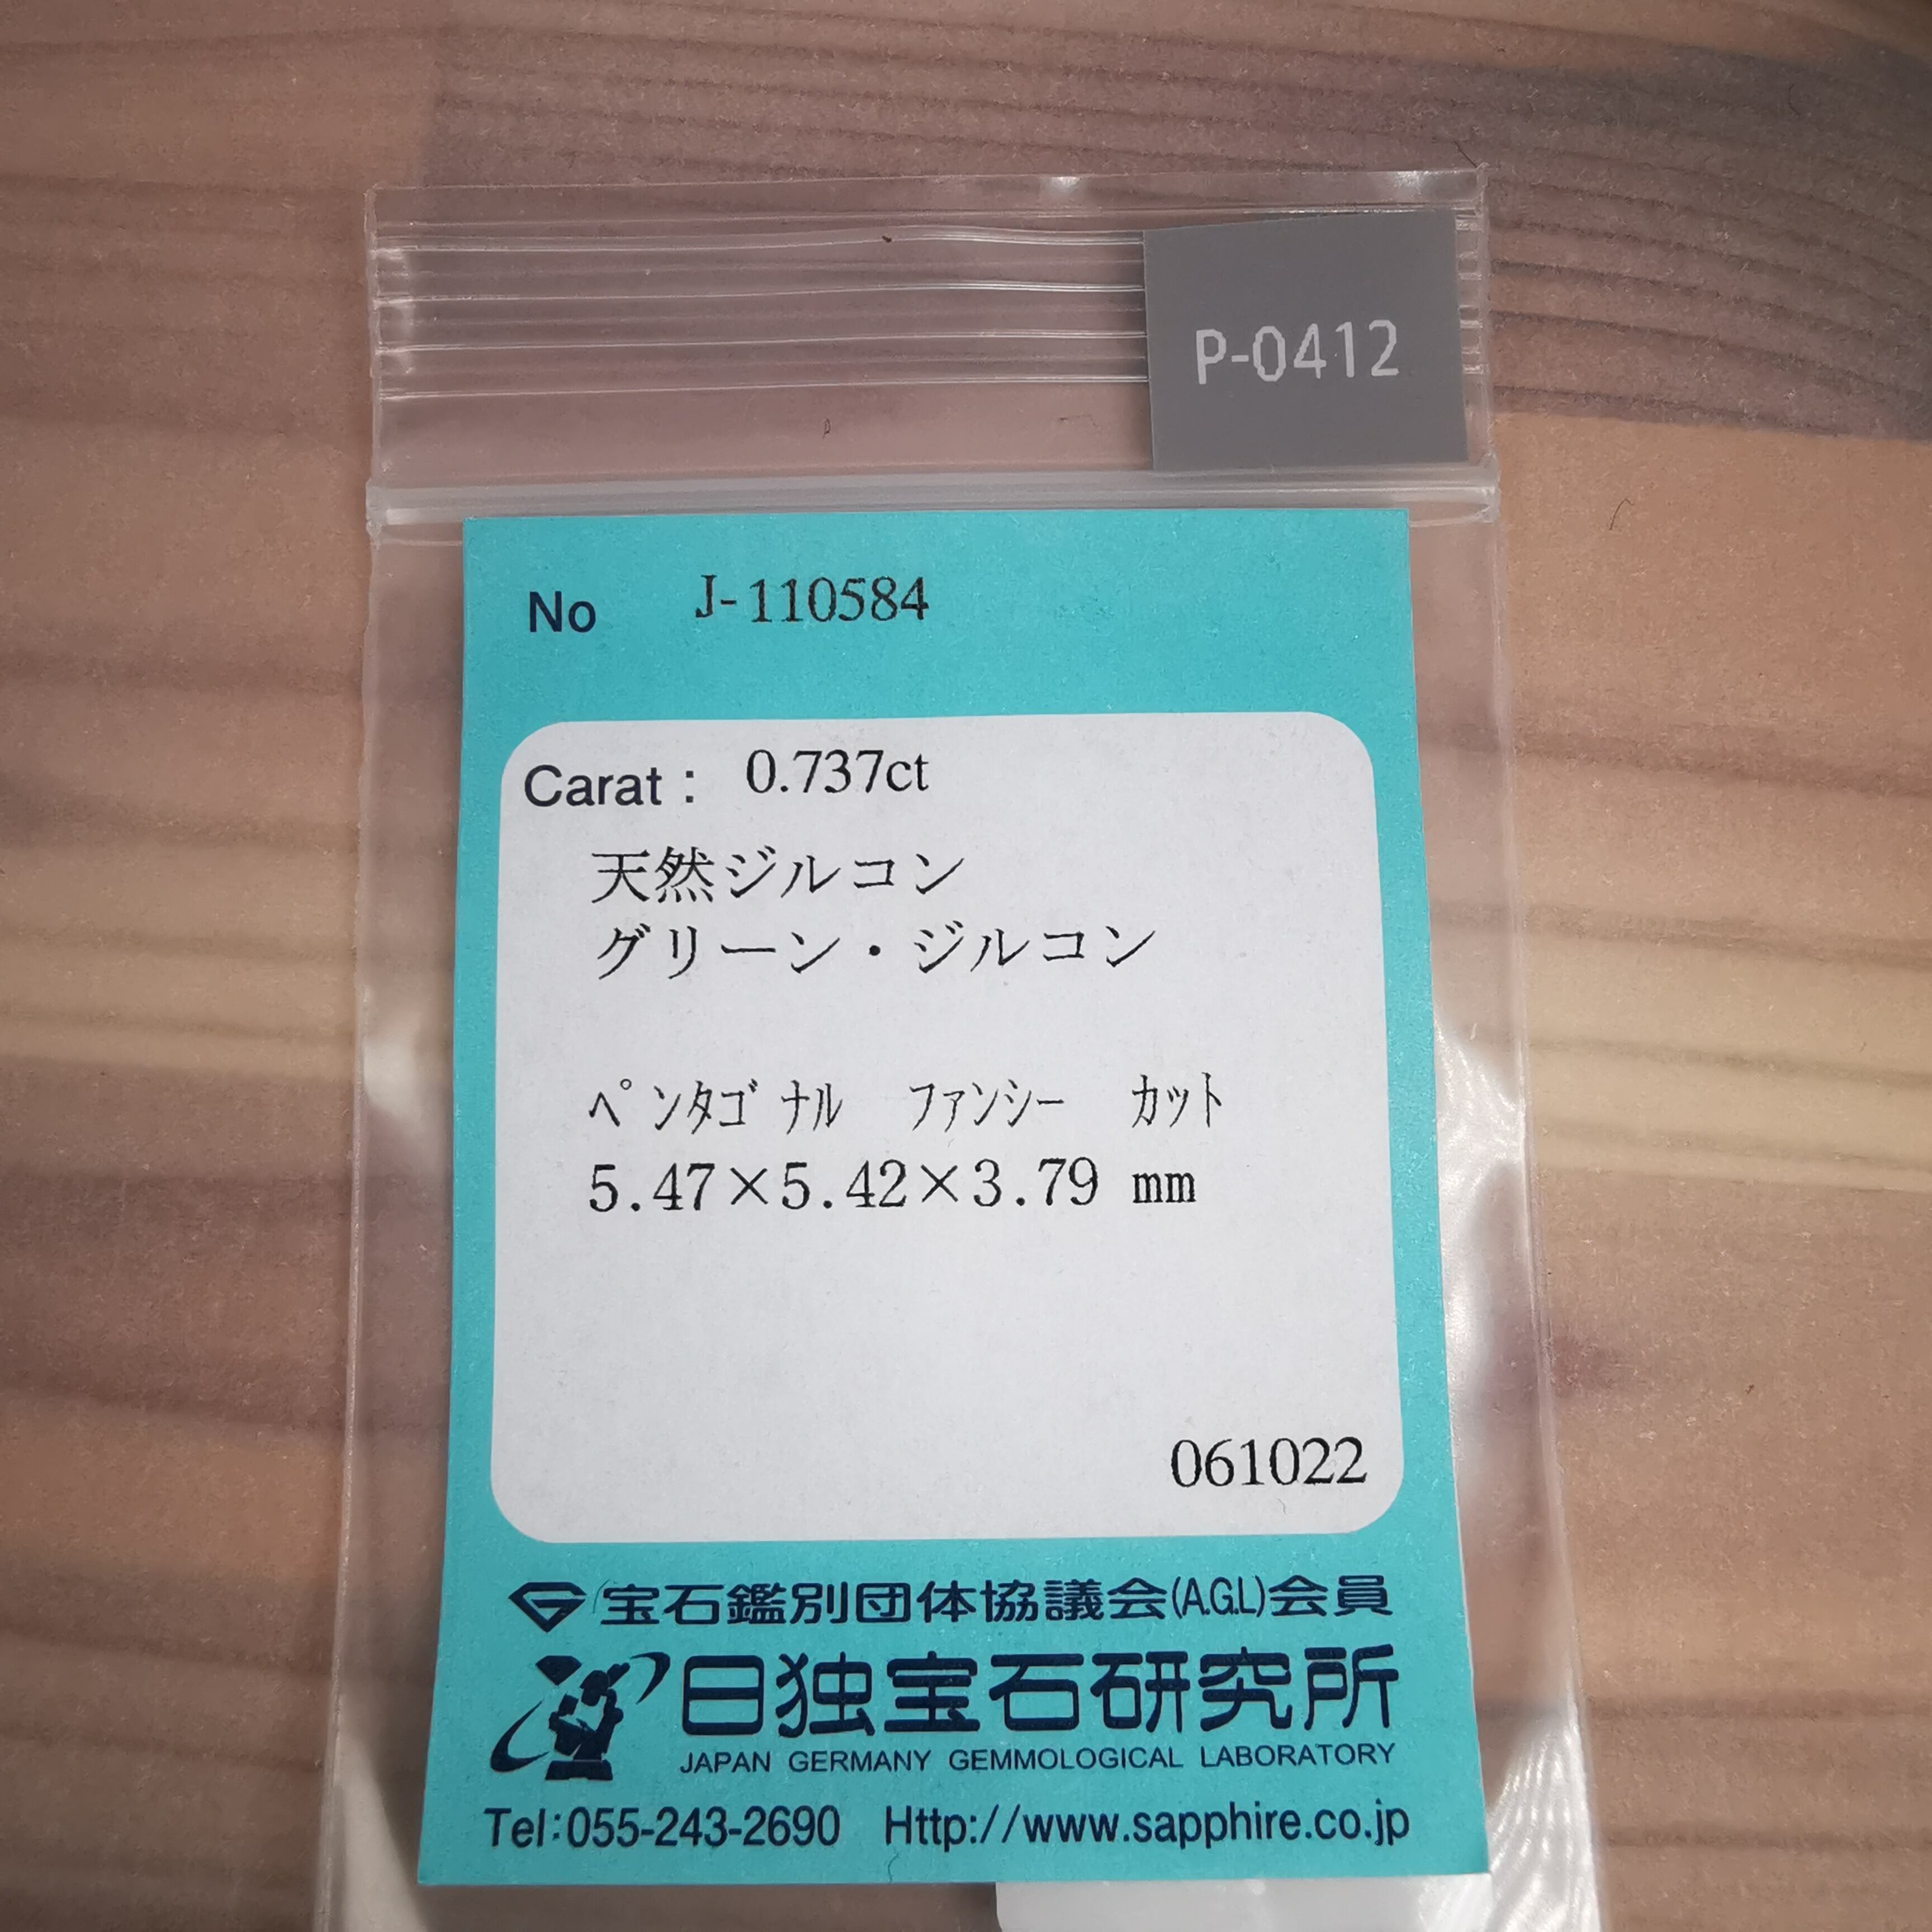 P-0412
No J-110584
Carat : 0.737ct
天然ジルコン
グリーン・ジルコン
ﾍﾟﾝﾀｺﾞﾅﾙ ﾌｧﾝｼｰ ｶｯﾄ
5.47×5.42×3.79 mm
061022
宝石鑑別団体協議会(A.G.L)会員
日独宝石研究所
JAPAN GERMANY GEMMOLOGICAL LABORATORY
Tel:055-243-2690 Http://www.sapphire.co.jp